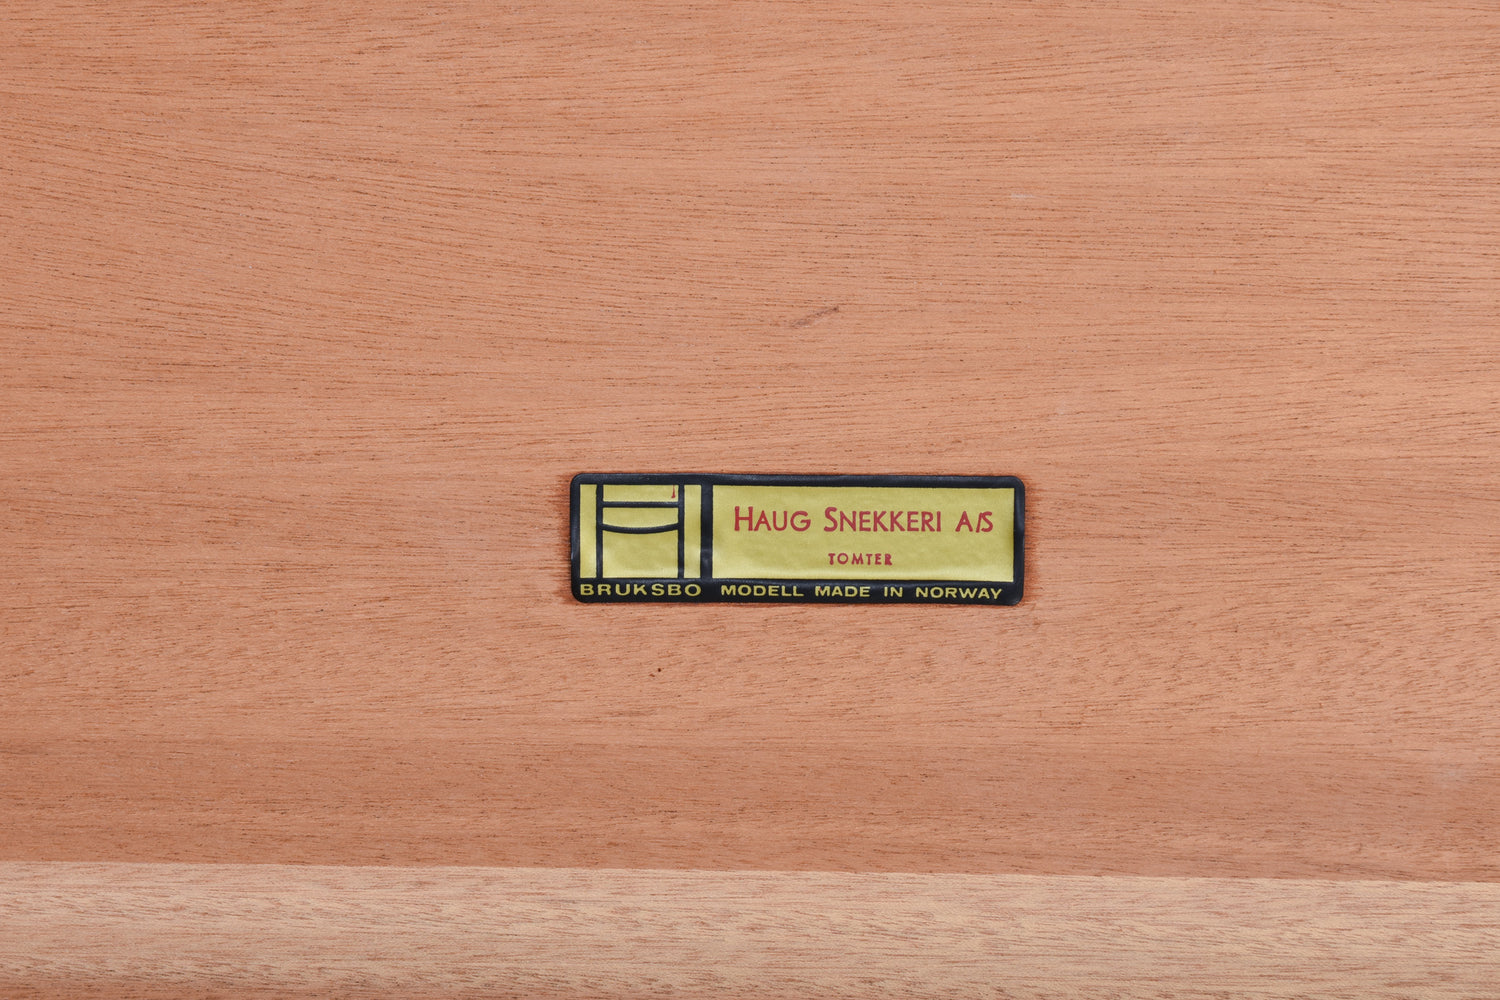 HAUG SNEKKERI A/S
TOMTER
BRUKSBO MODELL MADE IN NORWAY